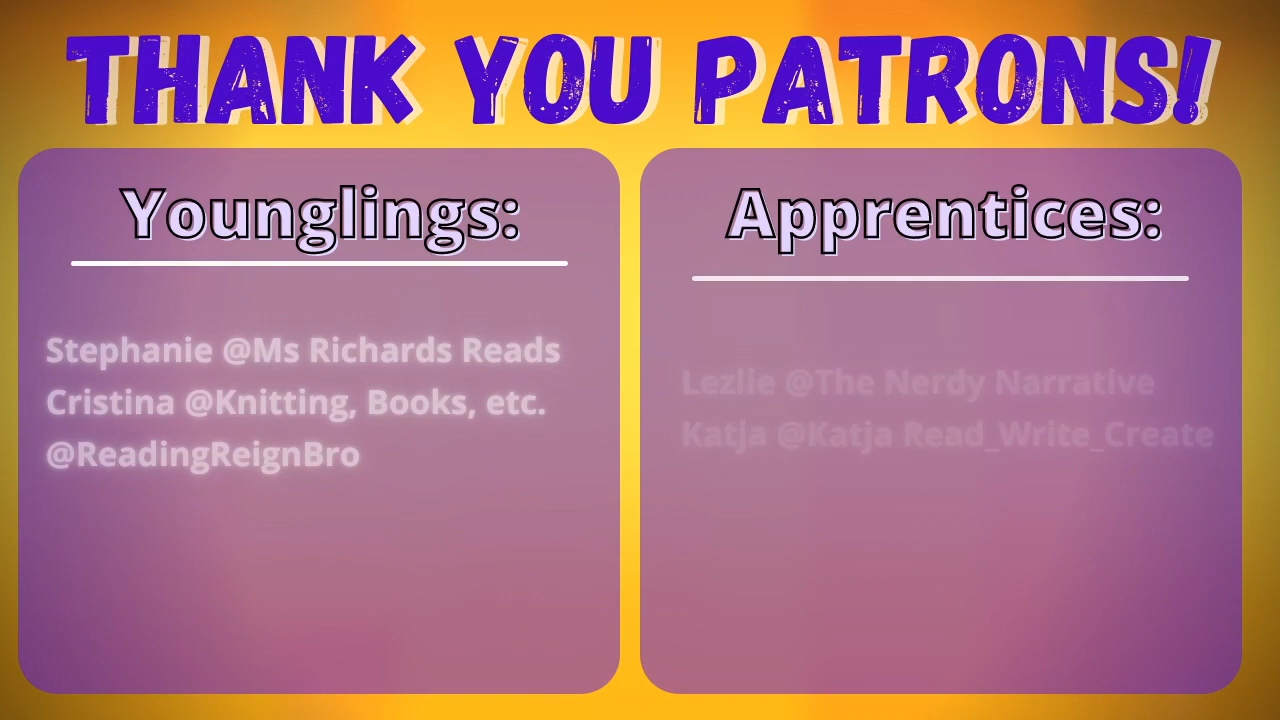 THANK YOU PATRONS!
Younglings:
Stephanie @Ms Richards Reads
Cristina @Knitting, Books, etc.
@ReadingReignBro
Apprentices:
Lezlie @The Nerdy Narrative
Katja @Katja Read_Write_Create